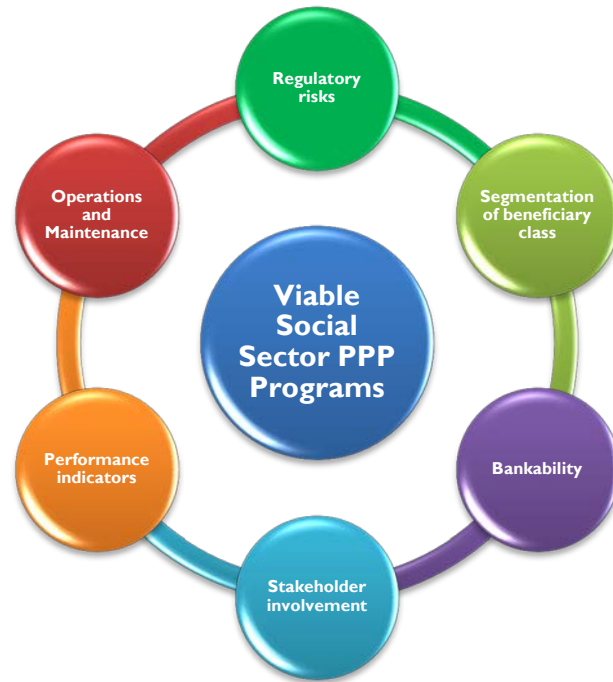 Regulatory
risks
Segmentation
of beneficiary
class
Bankability
Stakeholder
involvement
Performance
indicators
Operations
and
Maintenance
Viable
Social
Sector PPP
Programs